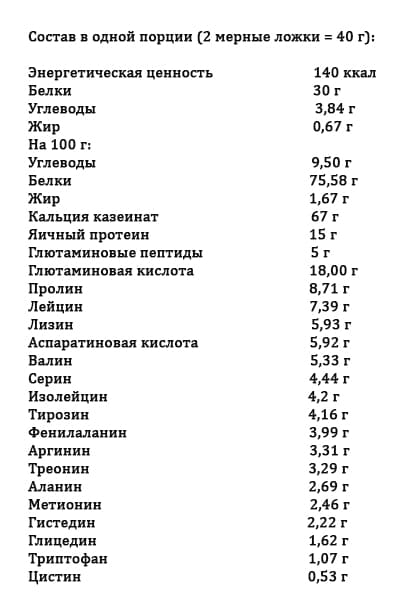 Состав в одной порции (2 мерные ложки = 40 г):
Энергетическая ценность 140 ккал
Белки 30 г
Углеводы 3,84 г
Жир 0,67 г
На 100 г:
Углеводы 9,50 г
Белки 75,58 г
Жир 1,67 г
Кальция казеинат 67 г
Яичный протеин 15 г
Глютаминовые пептиды 5 г
Глютаминовая кислота 18,00 г
Пролин 8,71 г
Лейцин 7,39 г
Лизин 5,93 г
Аспаратиновая кислота 5,92 г
Валин 5,33 г
Серин 4,44 г
Изолейцин 4,2 г
Тирозин 4,16 г
Фенилаланин 3,99 г
Аргинин 3,31 г
Треонин 3,29 г
Аланин 2,69 г
Метионин 2,46 г
Гистедин 2,22 г
Глицедин 1,62 г
Триптофан 1,07 г
Цистин 0,53 г